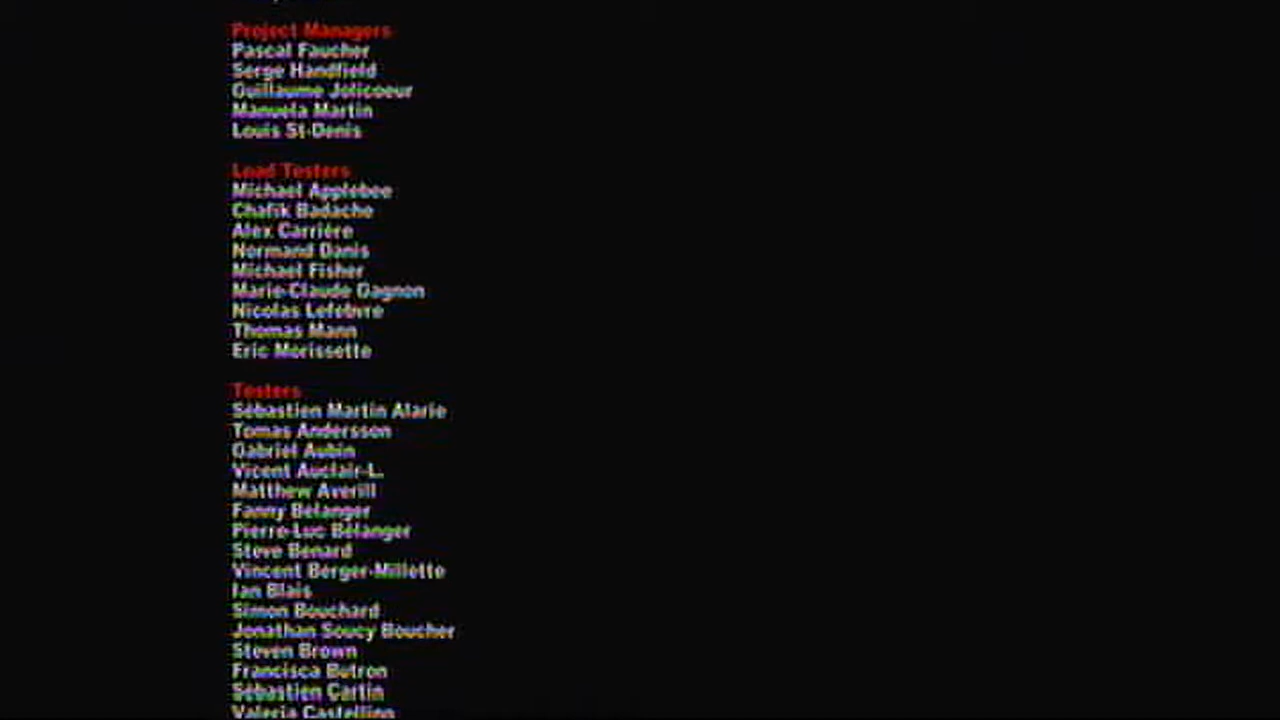 Project Managers
Pascal Faucher
Serge Handfield
Guillaume Jolicoeur
Manuela Martin
Louis St-Denis
Lead Testers
Michael Applebee
Chafik Badache
Alex Carrière
Normand Danis
Michael Fisher
Marie-Claude Gagnon
Nicolas Lefebvre
Thomas Mann
Eric Morissette
Testers
Sébastien Martin Alarie
Tomas Andersson
Gabriel Aubin
Vicent Auclair-L.
Matthew Averill
Fanny Bélanger
Pierre-Luc Bélanger
Steve Benard
Vincent Berger-Millette
Ian Blais
Simon Bouchard
Jonathan Soucy Boucher
Steven Brown
Francisca Butron
Sébastien Cartin
Valeria Castellino